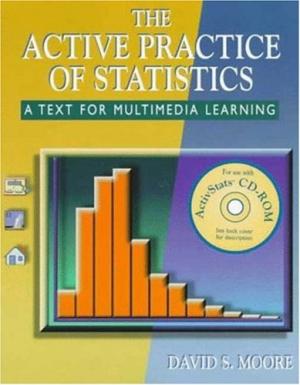 THE
ACTIVE PRACTICE
OF STATISTICS
A TEXT FOR MULTIMEDIA LEARNING
For use with
ActivStats CD-ROM
See back cover
for description
DAVID S. MOORE